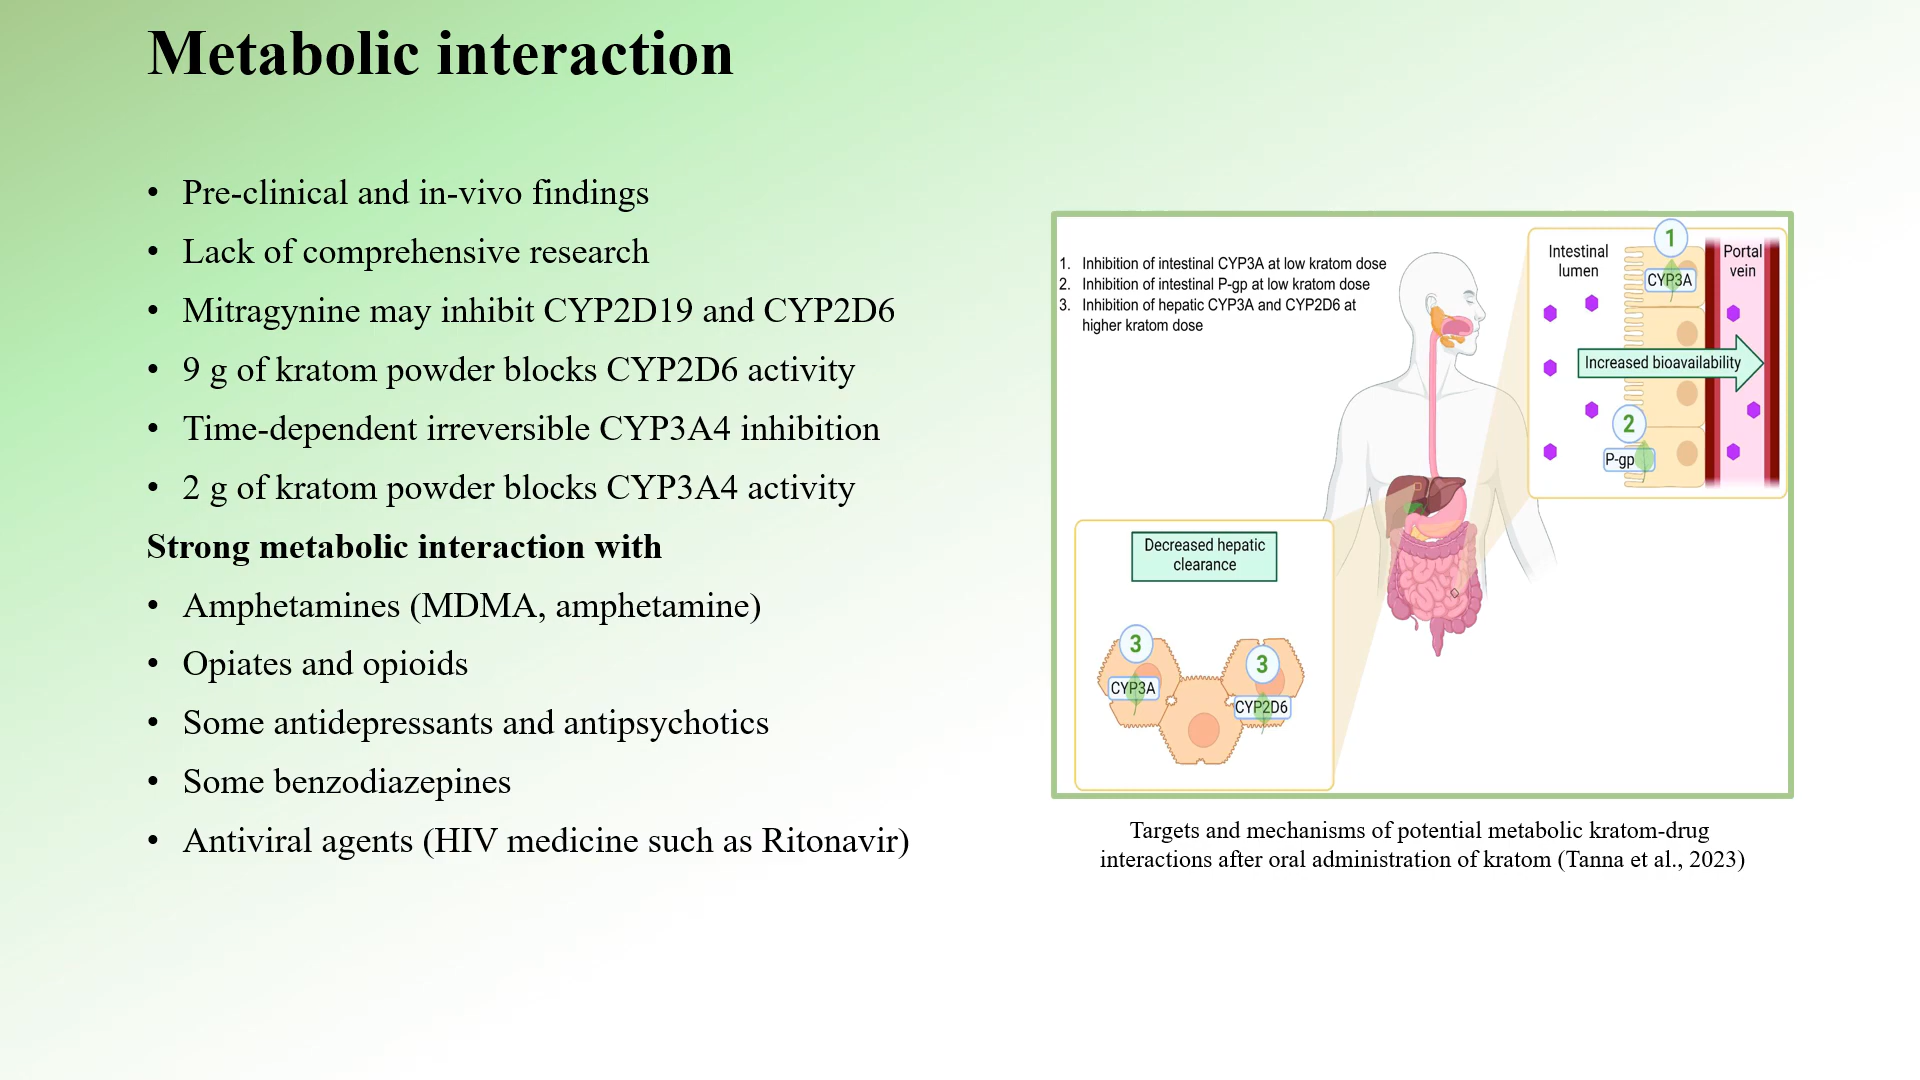 Metabolic interaction
• Pre-clinical and in-vivo findings
• Lack of comprehensive research
• Mitragynine may inhibit CYP2D19 and CYP2D6
• 9 g of kratom powder blocks CYP2D6 activity
• Time-dependent irreversible CYP3A4 inhibition
• 2 g of kratom powder blocks CYP3A4 activity
Strong metabolic interaction with
• Amphetamines (MDMA, amphetamine)
• Opiates and opioids
• Some antidepressants and antipsychotics
• Some benzodiazepines
• Antiviral agents (HIV medicine such as Ritonavir)
1. Inhibition of intestinal CYP3A at low kratom dose
2. Inhibition of intestinal P-gp at low kratom dose
3. Inhibition of hepatic CYP3A and CYP2D6 at
higher kratom dose
Intestinal
lumen
1
CYP3A
Portal
vein
Increased bioavailability
2
P-gp
Decreased hepatic
clearance
3
CYP3A
3
CYP2D6
Targets and mechanisms of potential metabolic kratom-drug
interactions after oral administration of kratom (Tanna et al., 2023)